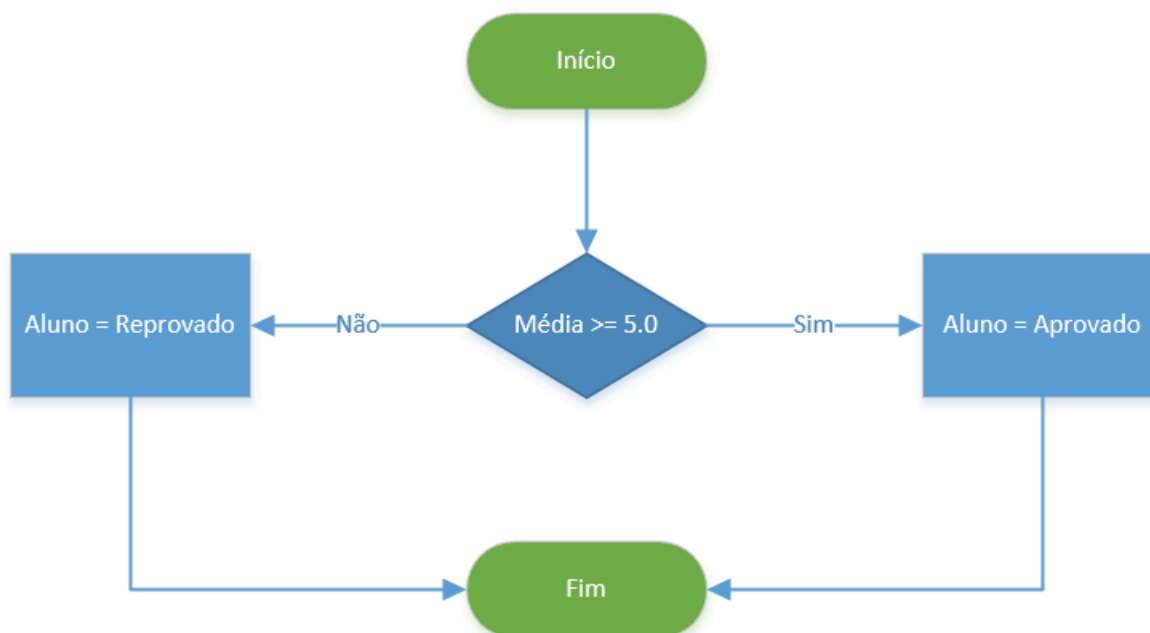 Início
Aluno = Reprovado
Não
Média >= 5.0
Sim
Aluno = Aprovado
Fim